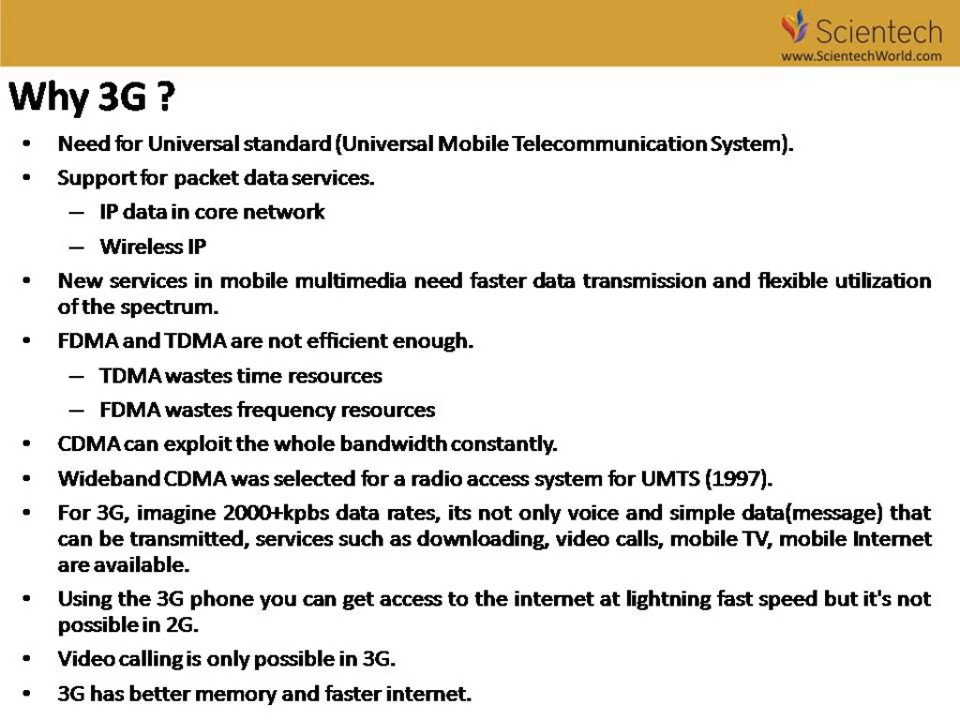 Scientech
www.ScientechWorld.com
Why 3G ?
• Need for Universal standard (Universal Mobile Telecommunication System).
• Support for packet data services.
– IP data in core network
– Wireless IP
• New services in mobile multimedia need faster data transmission and flexible utilization
of the spectrum.
• FDMA and TDMA are not efficient enough.
– TDMA wastes time resources
– FDMA wastes frequency resources
• CDMA can exploit the whole bandwidth constantly.
• Wideband CDMA was selected for a radio access system for UMTS (1997).
• For 3G, imagine 2000+kpbs data rates, its not only voice and simple data(message) that
can be transmitted, services such as downloading, video calls, mobile TV, mobile Internet
are available.
• Using the 3G phone you can get access to the internet at lightning fast speed but it's not
possible in 2G.
• Video calling is only possible in 3G.
• 3G has better memory and faster internet.